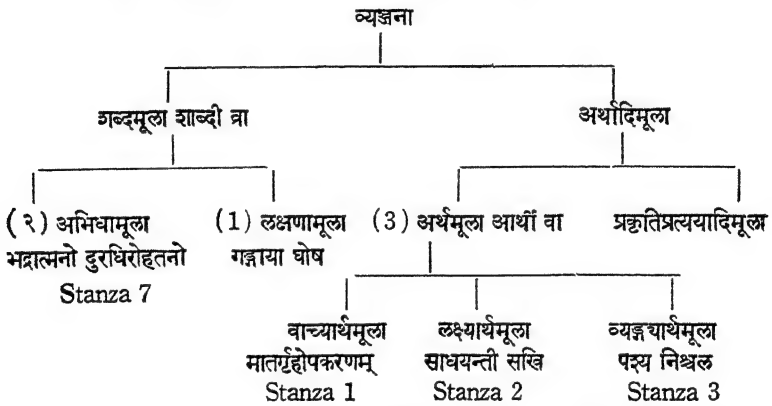 व्यञ्जना
शब्दमूला शाब्दी वा अर्थादिमूला
(२) अभिधामूला (1) लक्षणामूला (3) अर्थमूला आर्थी वा प्रकृतिप्रत्ययादिमूला
भद्रात्मनो दुरधिरोहतनो गङ्गाया घोष
Stanza 7
वाच्यार्थमूला लक्ष्यार्थमूला व्यङ्ग्यार्थमूला
मातर्गृहोपकरणम् साधयन्ती सखि पश्य निश्चल
Stanza 1 Stanza 2 Stanza 3